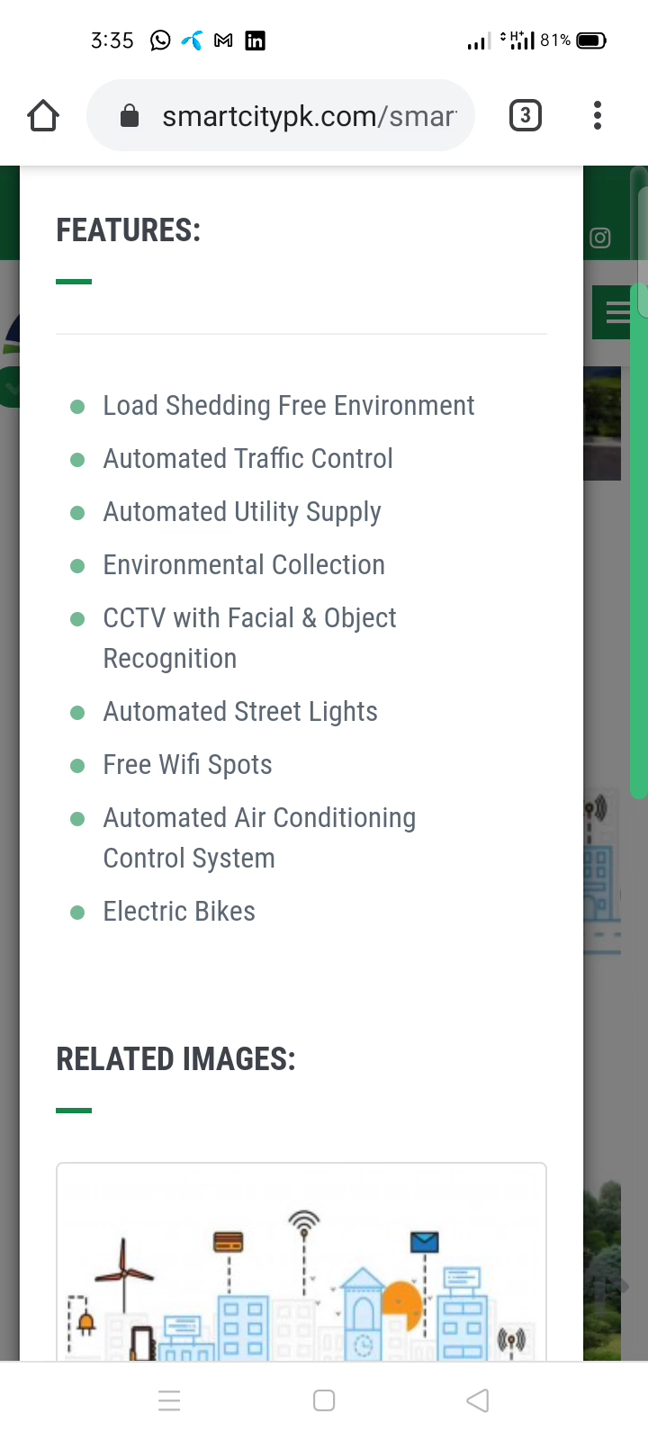 3:35
81%
smartcitypk.com/smar
3
FEATURES:
Load Shedding Free Environment
Automated Traffic Control
Automated Utility Supply
Environmental Collection
CCTV with Facial & Object
Recognition
Automated Street Lights
Free Wifi Spots
Automated Air Conditioning
Control System
Electric Bikes
RELATED IMAGES: